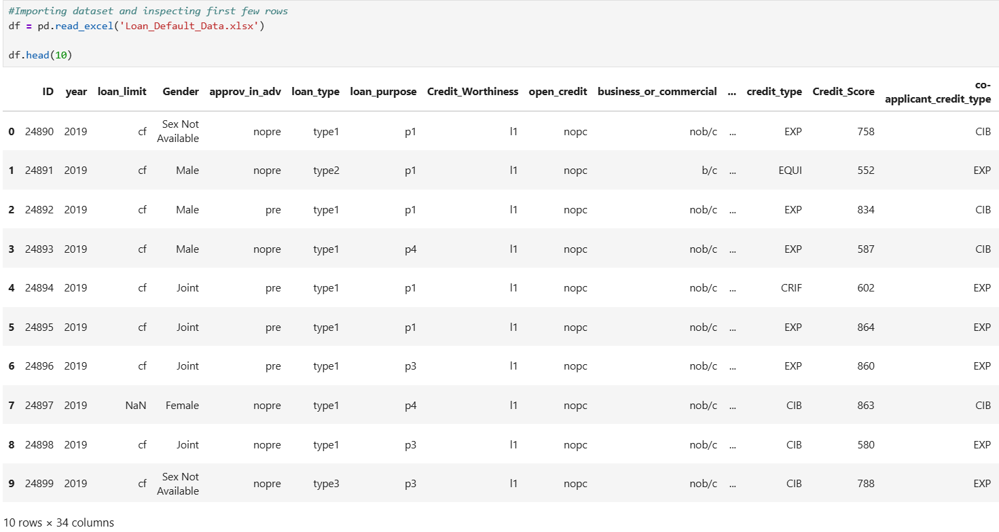 #Importing dataset and inspecting first few rows
df = pd.read_excel('Loan_Default_Data.xlsx')
df.head(10)
ID year loan_limit Gender approv_in_adv loan_type loan_purpose Credit_Worthiness open_credit business_or_commercial ... credit_type Credit_Score co-
applicant_credit_type
0 24890 2019 cf Sex Not
Available nopre type1 p1 l1 nopc nob/c ... EXP 758 CIB
1 24891 2019 cf Male nopre type2 p1 l1 nopc b/c ... EQUI 552 EXP
2 24892 2019 cf Male pre type1 p1 l1 nopc nob/c ... EXP 834 CIB
3 24893 2019 cf Male nopre type1 p4 l1 nopc nob/c ... EXP 587 CIB
4 24894 2019 cf Joint pre type1 p1 l1 nopc nob/c ... CRIF 602 EXP
5 24895 2019 cf Joint pre type1 p1 l1 nopc nob/c ... EXP 864 EXP
6 24896 2019 cf Joint pre type1 p3 l1 nopc nob/c ... EXP 860 EXP
7 24897 2019 NaN Female nopre type1 p4 l1 nopc nob/c ... CIB 863 CIB
8 24898 2019 cf Joint nopre type1 p3 l1 nopc nob/c ... CIB 580 EXP
9 24899 2019 cf Sex Not
Available nopre type3 p3 l1 nopc nob/c ... CIB 788 EXP
10 rows × 34 columns